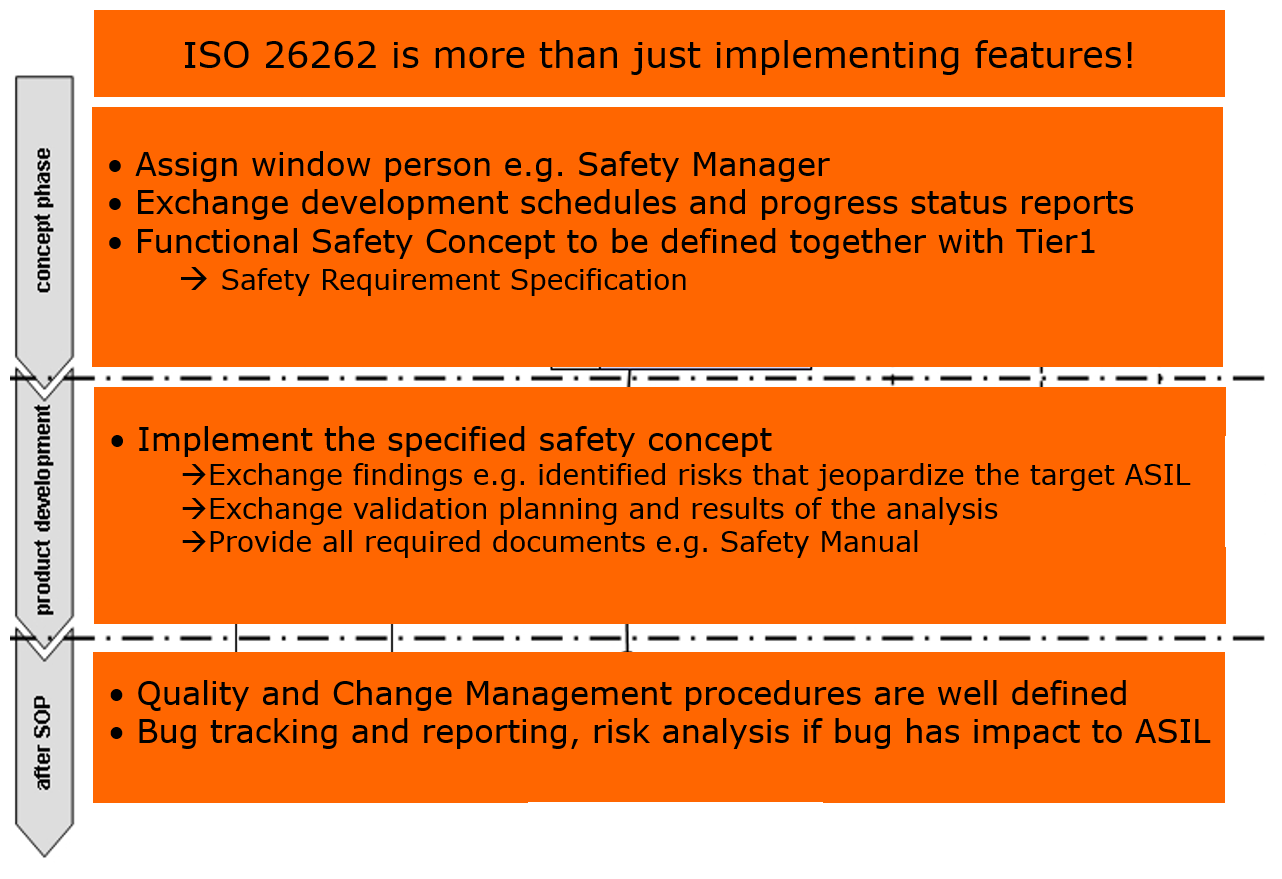 ISO 26262 is more than just implementing features!
concept phase
• Assign window person e.g. Safety Manager
• Exchange development schedules and progress status reports
• Functional Safety Concept to be defined together with Tier1
→ Safety Requirement Specification
product development
• Implement the specified safety concept
→Exchange findings e.g. identified risks that jeopardize the target ASIL
→Exchange validation planning and results of the analysis
→Provide all required documents e.g. Safety Manual
after SOP
• Quality and Change Management procedures are well defined
• Bug tracking and reporting, risk analysis if bug has impact to ASIL